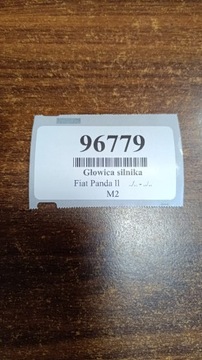 96779
Głowica silnika
Fiat Panda II ./.. - ./..
M2